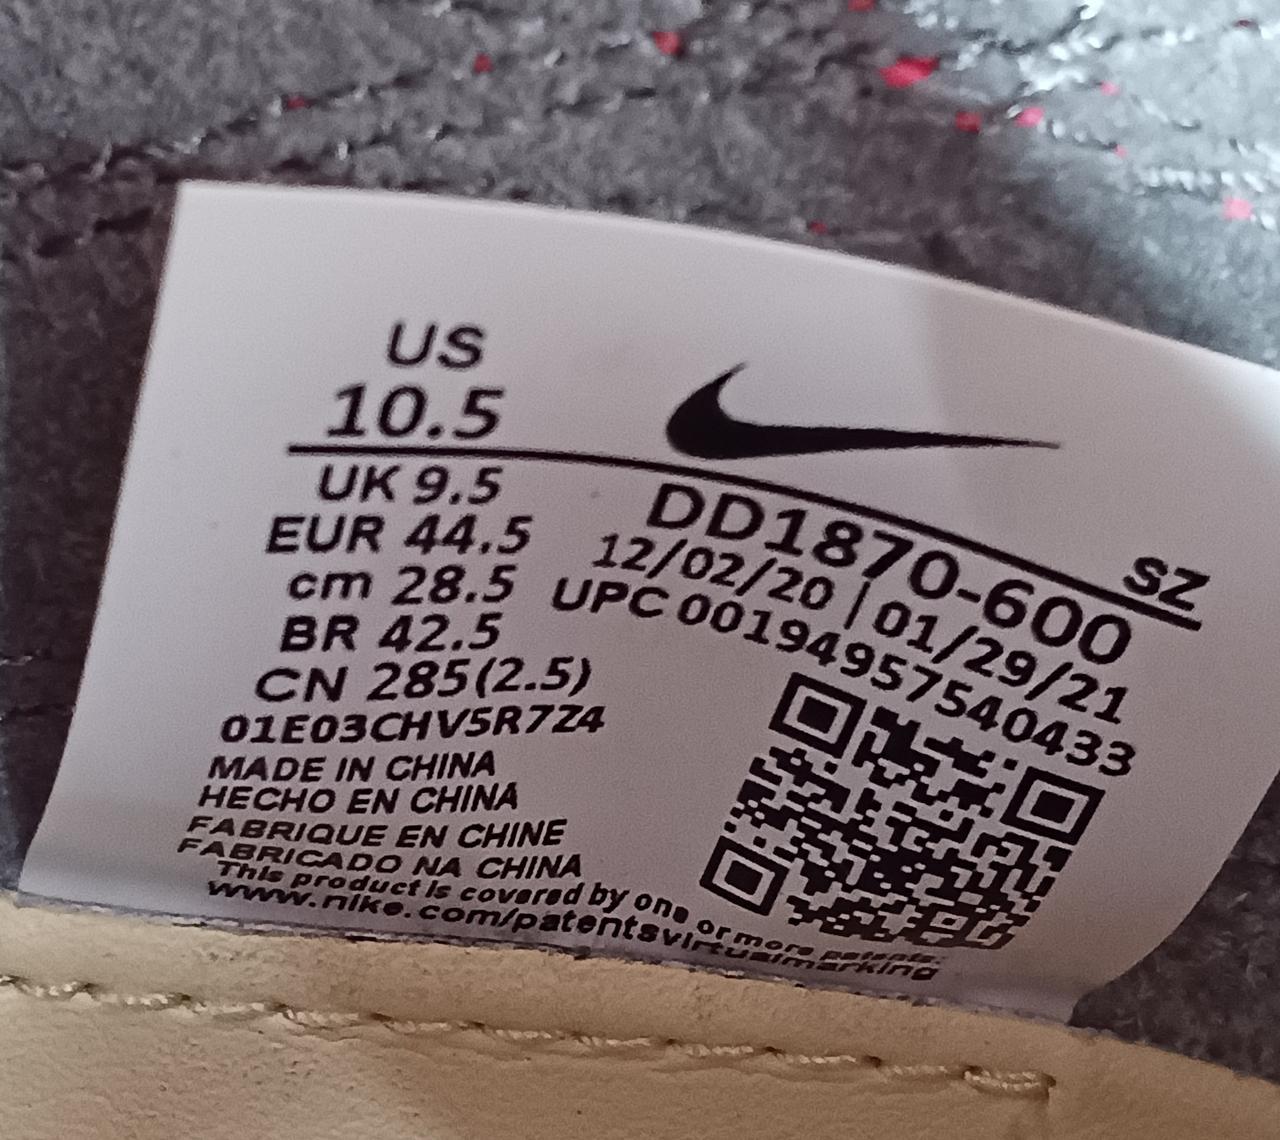 US
10.5
UK 9.5
EUR 44.5
cm 28.5
BR 42.5
CN 285(2.5)
01E03CHV5R7Z4
MADE IN CHINA
HECHO EN CHINA
FABRIQUE EN CHINE
FABRICADO NA CHINA
This product is covered by one or more patents:
www.nike.com/patentsvirtualmarking
SZ
DD1870-600
12/02/20 | 01/29/21
UPC 00194957540433